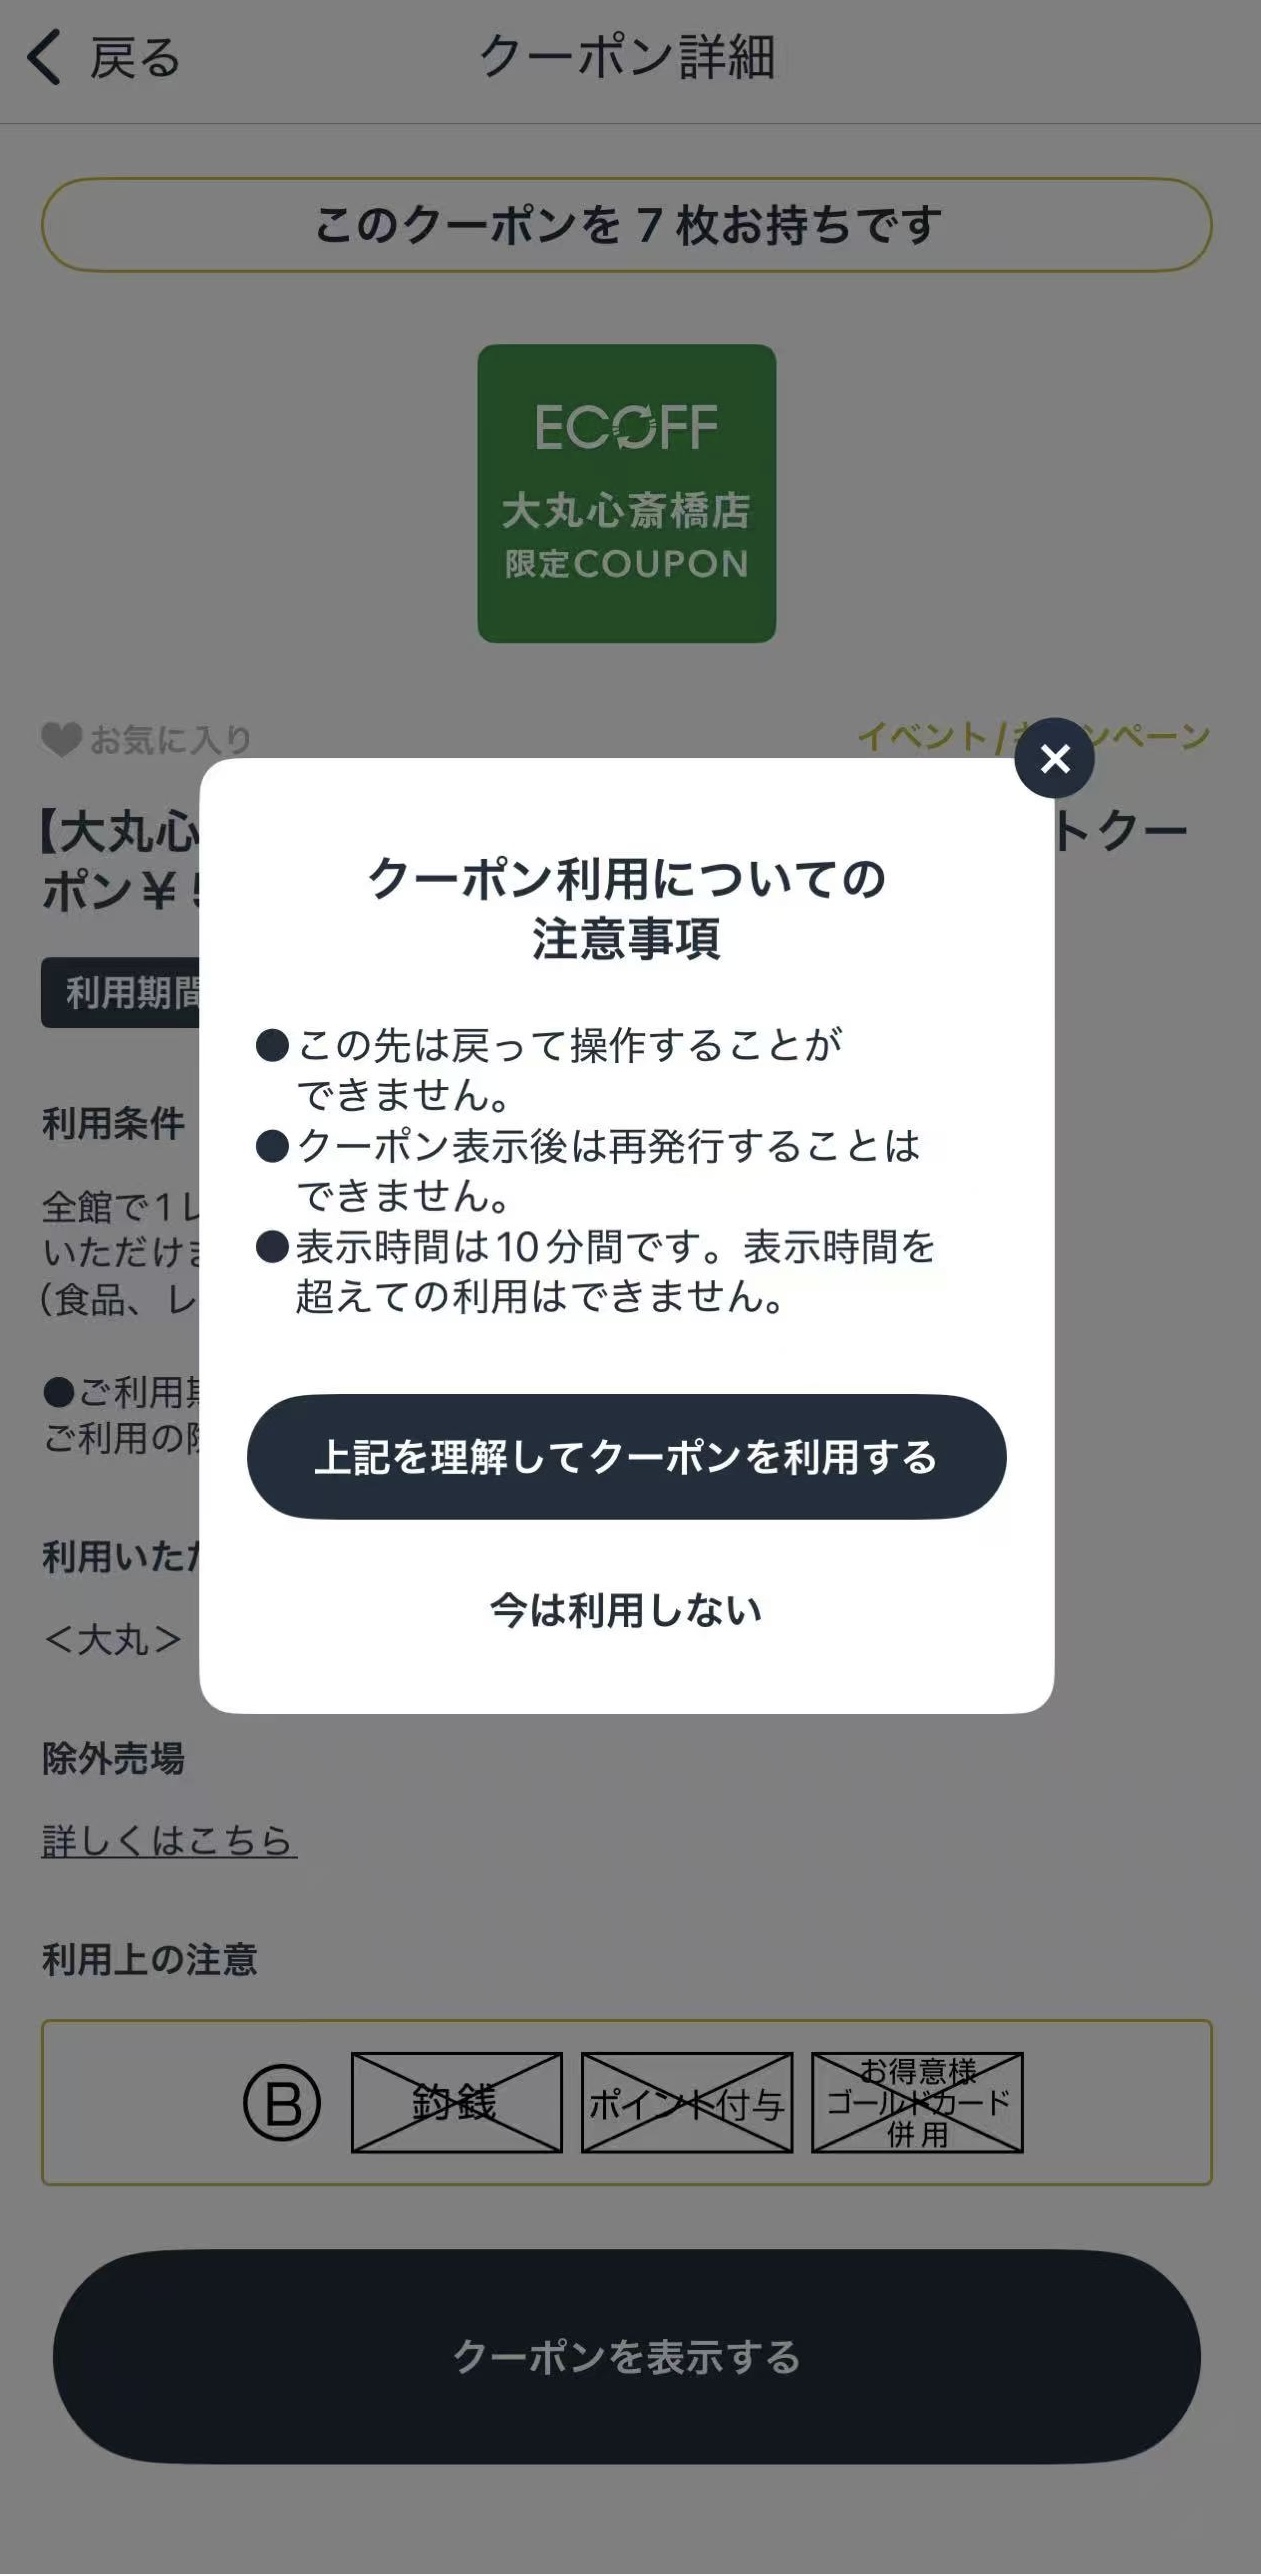 戻る
クーポン詳細
このクーポンを 7 枚お持ちです
ECOFF
大丸心斎橋店
限定COUPON
お気に入り
イベント/キャンペーン
【大丸心
トクー
ポン￥5
利用期間
クーポン利用についての
注意事項
●この先は戻って操作することが
できません。
●クーポン表示後は再発行することは
できません。
●表示時間は10分間です。表示時間を
超えての利用はできません。
上記を理解してクーポンを利用する
今は利用しない
利用条件
全館で1レ
いただけま
(食品、レ
●ご利用期
ご利用の際
利用いただ
＜大丸＞
除外売場
詳しくはこちら
利用上の注意
B
釣銭
ポイント付与
お得意様
ゴールドカード
併用
クーポンを表示する